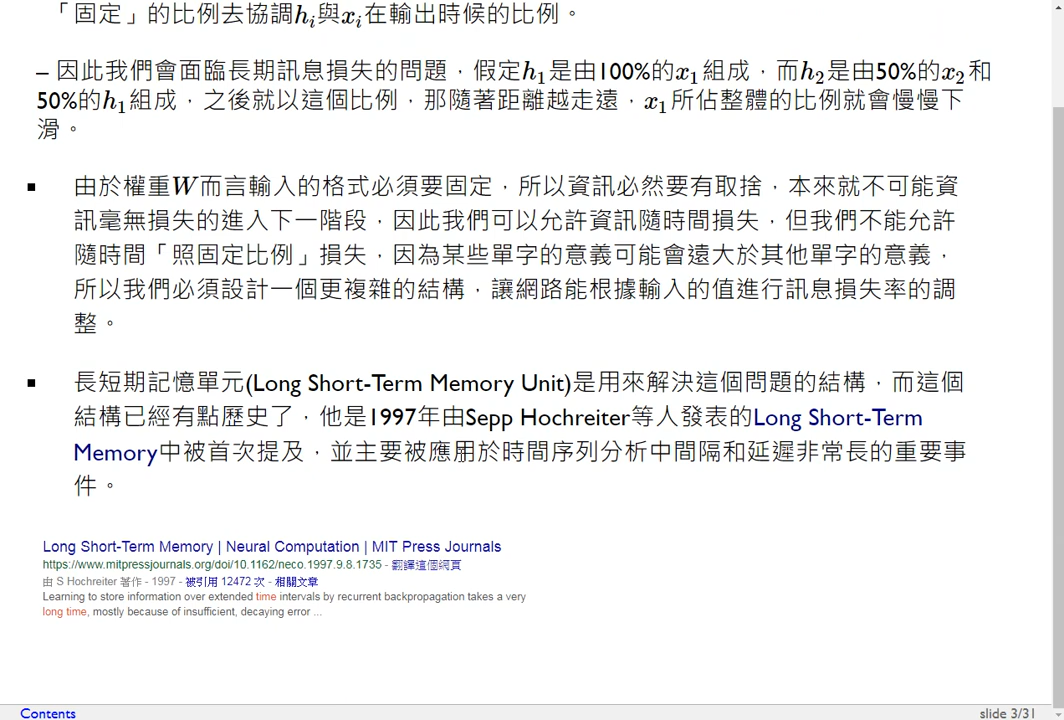 「固定」的比例去協調hi與xi在輸出時候的比例。
– 因此我們會面臨長期訊息損失的問題，假定h1是由100%的x1組成，而h2是由50%的x2和
50%的h1組成，之後就以這個比例，那隨著距離越走遠，x1所佔整體的比例就會慢慢下
滑。
▪ 由於權重W而言輸入的格式必須要固定，所以資訊必然要有取捨，本來就不可能資
訊毫無損失的進入下一階段，因此我們可以允許資訊隨時間損失，但我們不能允許
隨時間「照固定比例」損失，因為某些單字的意義可能會遠大於其他單字的意義，
所以我們必須設計一個更複雜的結構，讓網路能根據輸入的值進行訊息損失率的調
整。
▪ 長短期記憶單元(Long Short-Term Memory Unit)是用來解決這個問題的結構，而這個
結構已經有點歷史了，他是1997年由Sepp Hochreiter等人發表的Long Short-Term
Memory中被首次提及，並主要被應用於時間序列分析中間隔和延遲非常長的重要事
件。
Long Short-Term Memory | Neural Computation | MIT Press Journals
https://www.mitpressjournals.org/doi/10.1162/neco.1997.9.8.1735 - 翻譯這個網頁
由 S Hochreiter 著作 - 1997 - 被引用 12472 次 - 相關文章
Learning to store information over extended time intervals by recurrent backpropagation takes a very
long time, mostly because of insufficient, decaying error ...
Contents slide 3/31